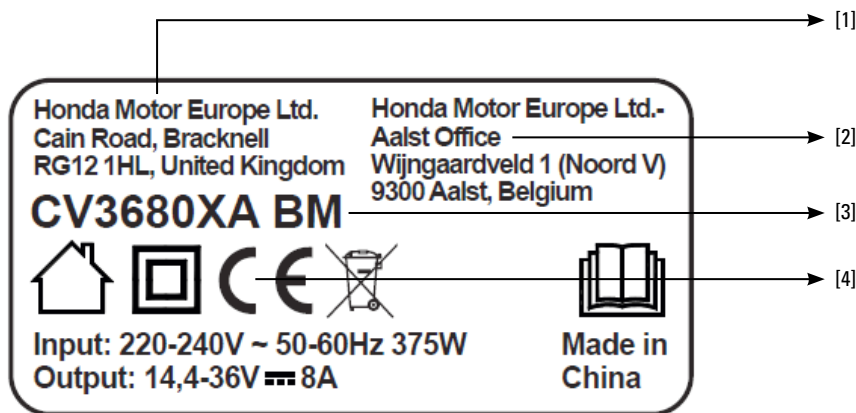 [1]
Honda Motor Europe Ltd.
Cain Road, Bracknell
RG12 1HL, United Kingdom
Honda Motor Europe Ltd.-
Aalst Office
[2]
Wijngaardveld 1 (Noord V)
9300 Aalst, Belgium
CV3680XA BM
[3]
CE
[4]
Input: 220-240V ~ 50-60Hz 375W
Output: 14,4-36V ⎓ 8A
Made in
China